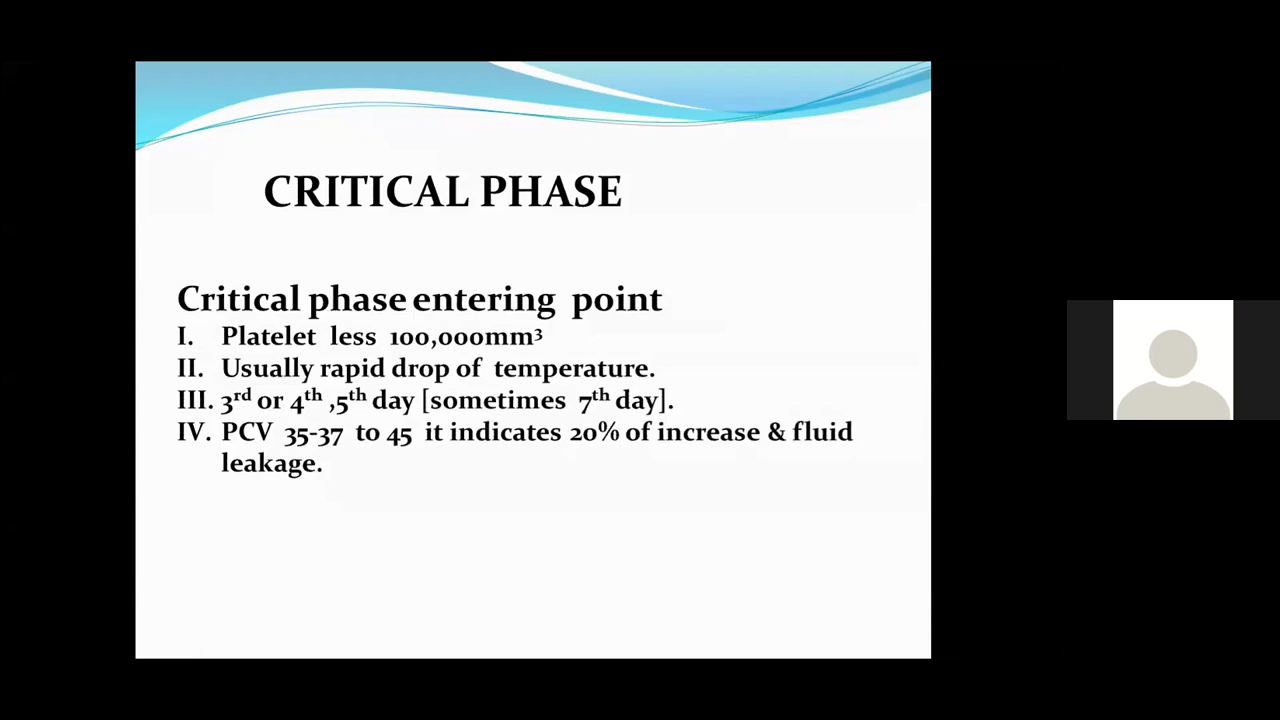 CRITICAL PHASE
Critical phase entering point
I. Platelet less 100,000mm³
II. Usually rapid drop of temperature.
III. 3rd or 4th ,5th day [sometimes 7th day].
IV. PCV 35-37 to 45 it indicates 20% of increase & fluid
leakage.